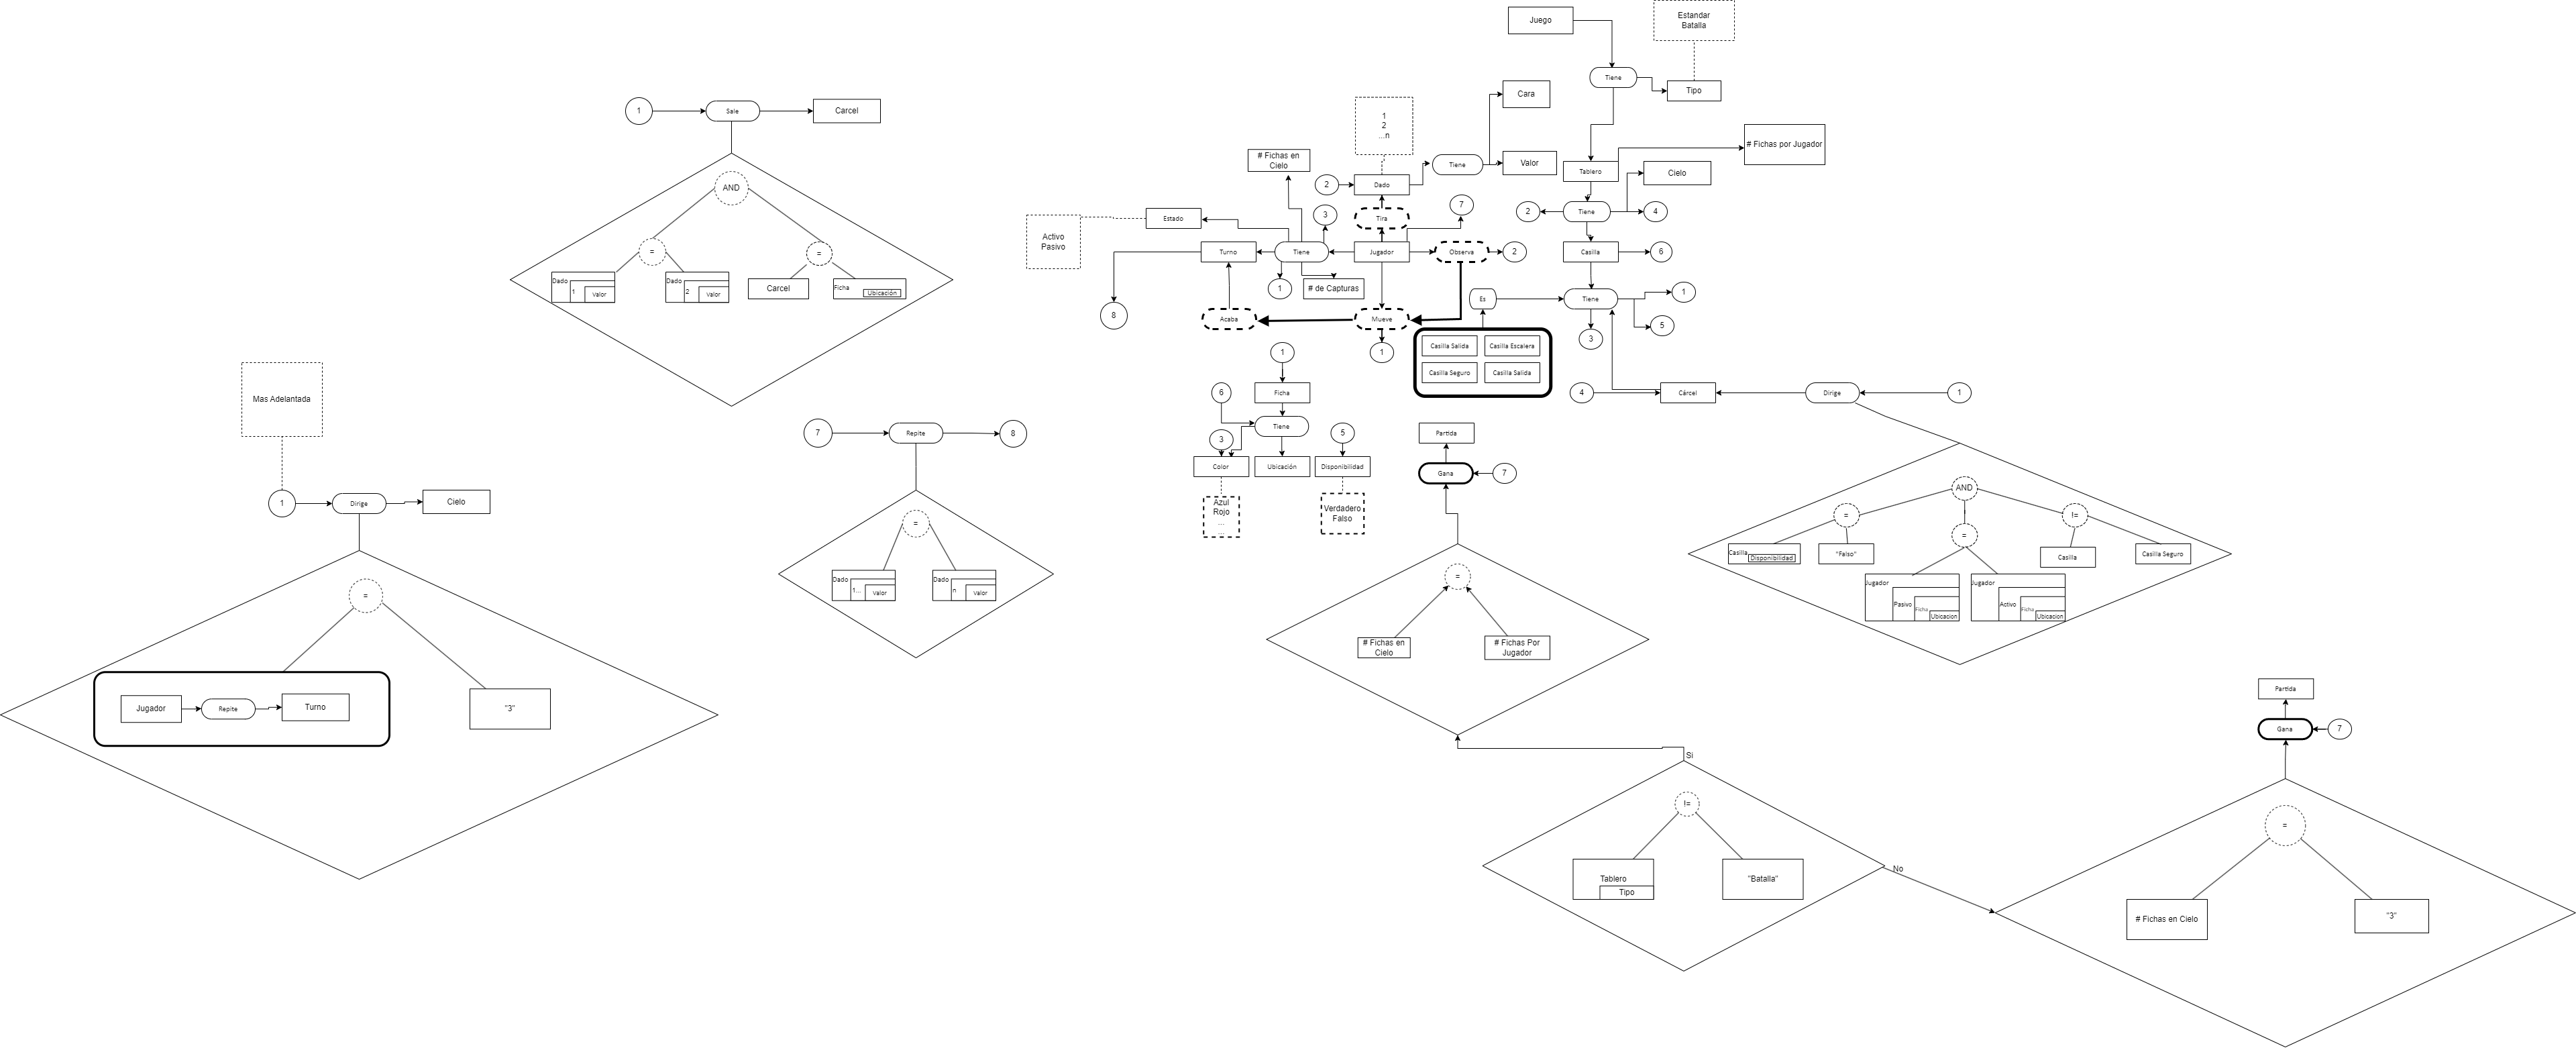 Juego
Estandar
Batalla
Tiene
Tipo
Cara
1
Sale
Carcel
1
2
...n
# Fichas por Jugador
# Fichas en
Cielo
Tiene
Valor
Tablero
Cielo
AND
2
Dado
Estado
3
Tira
7
2
Tiene
4
Activo
Pasivo
Turno
Tiene
Jugador
Observa
2
Casilla
6
=
=
Dado
1
Valor
Dado
2
Valor
Carcel
Ficha
Ubicación
1
# de Capturas
Es
Tiene
1
8
Acaba
Mueve
5
3
Casilla Salida
Casilla Escalera
Casilla Seguro
Casilla Salida
1
1
Mas Adelantada
6
Ficha
4
Cárcel
Dirige
1
Tiene
7
Repite
8
3
5
Partida
Color
Ubicación
Disponibilidad
Gana
7
1
Dirige
Cielo
Azul
Rojo
...
...
Verdadero
Falso
AND
=
=
!=
=
Casilla
Disponibilidad
"Falso"
Casilla
Casilla Seguro
Dado
1...
Valor
Dado
n
Valor
=
Jugador
Pasivo
Ficha
Ubicacion
Jugador
Activo
Ficha
Ubicacion
=
# Fichas en
Cielo
# Fichas Por
Jugador
Jugador
Repite
Turno
"3"
Partida
Gana
7
Si
!=
=
Tablero
Tipo
"Batalla"
No
# Fichas en Cielo
"3"